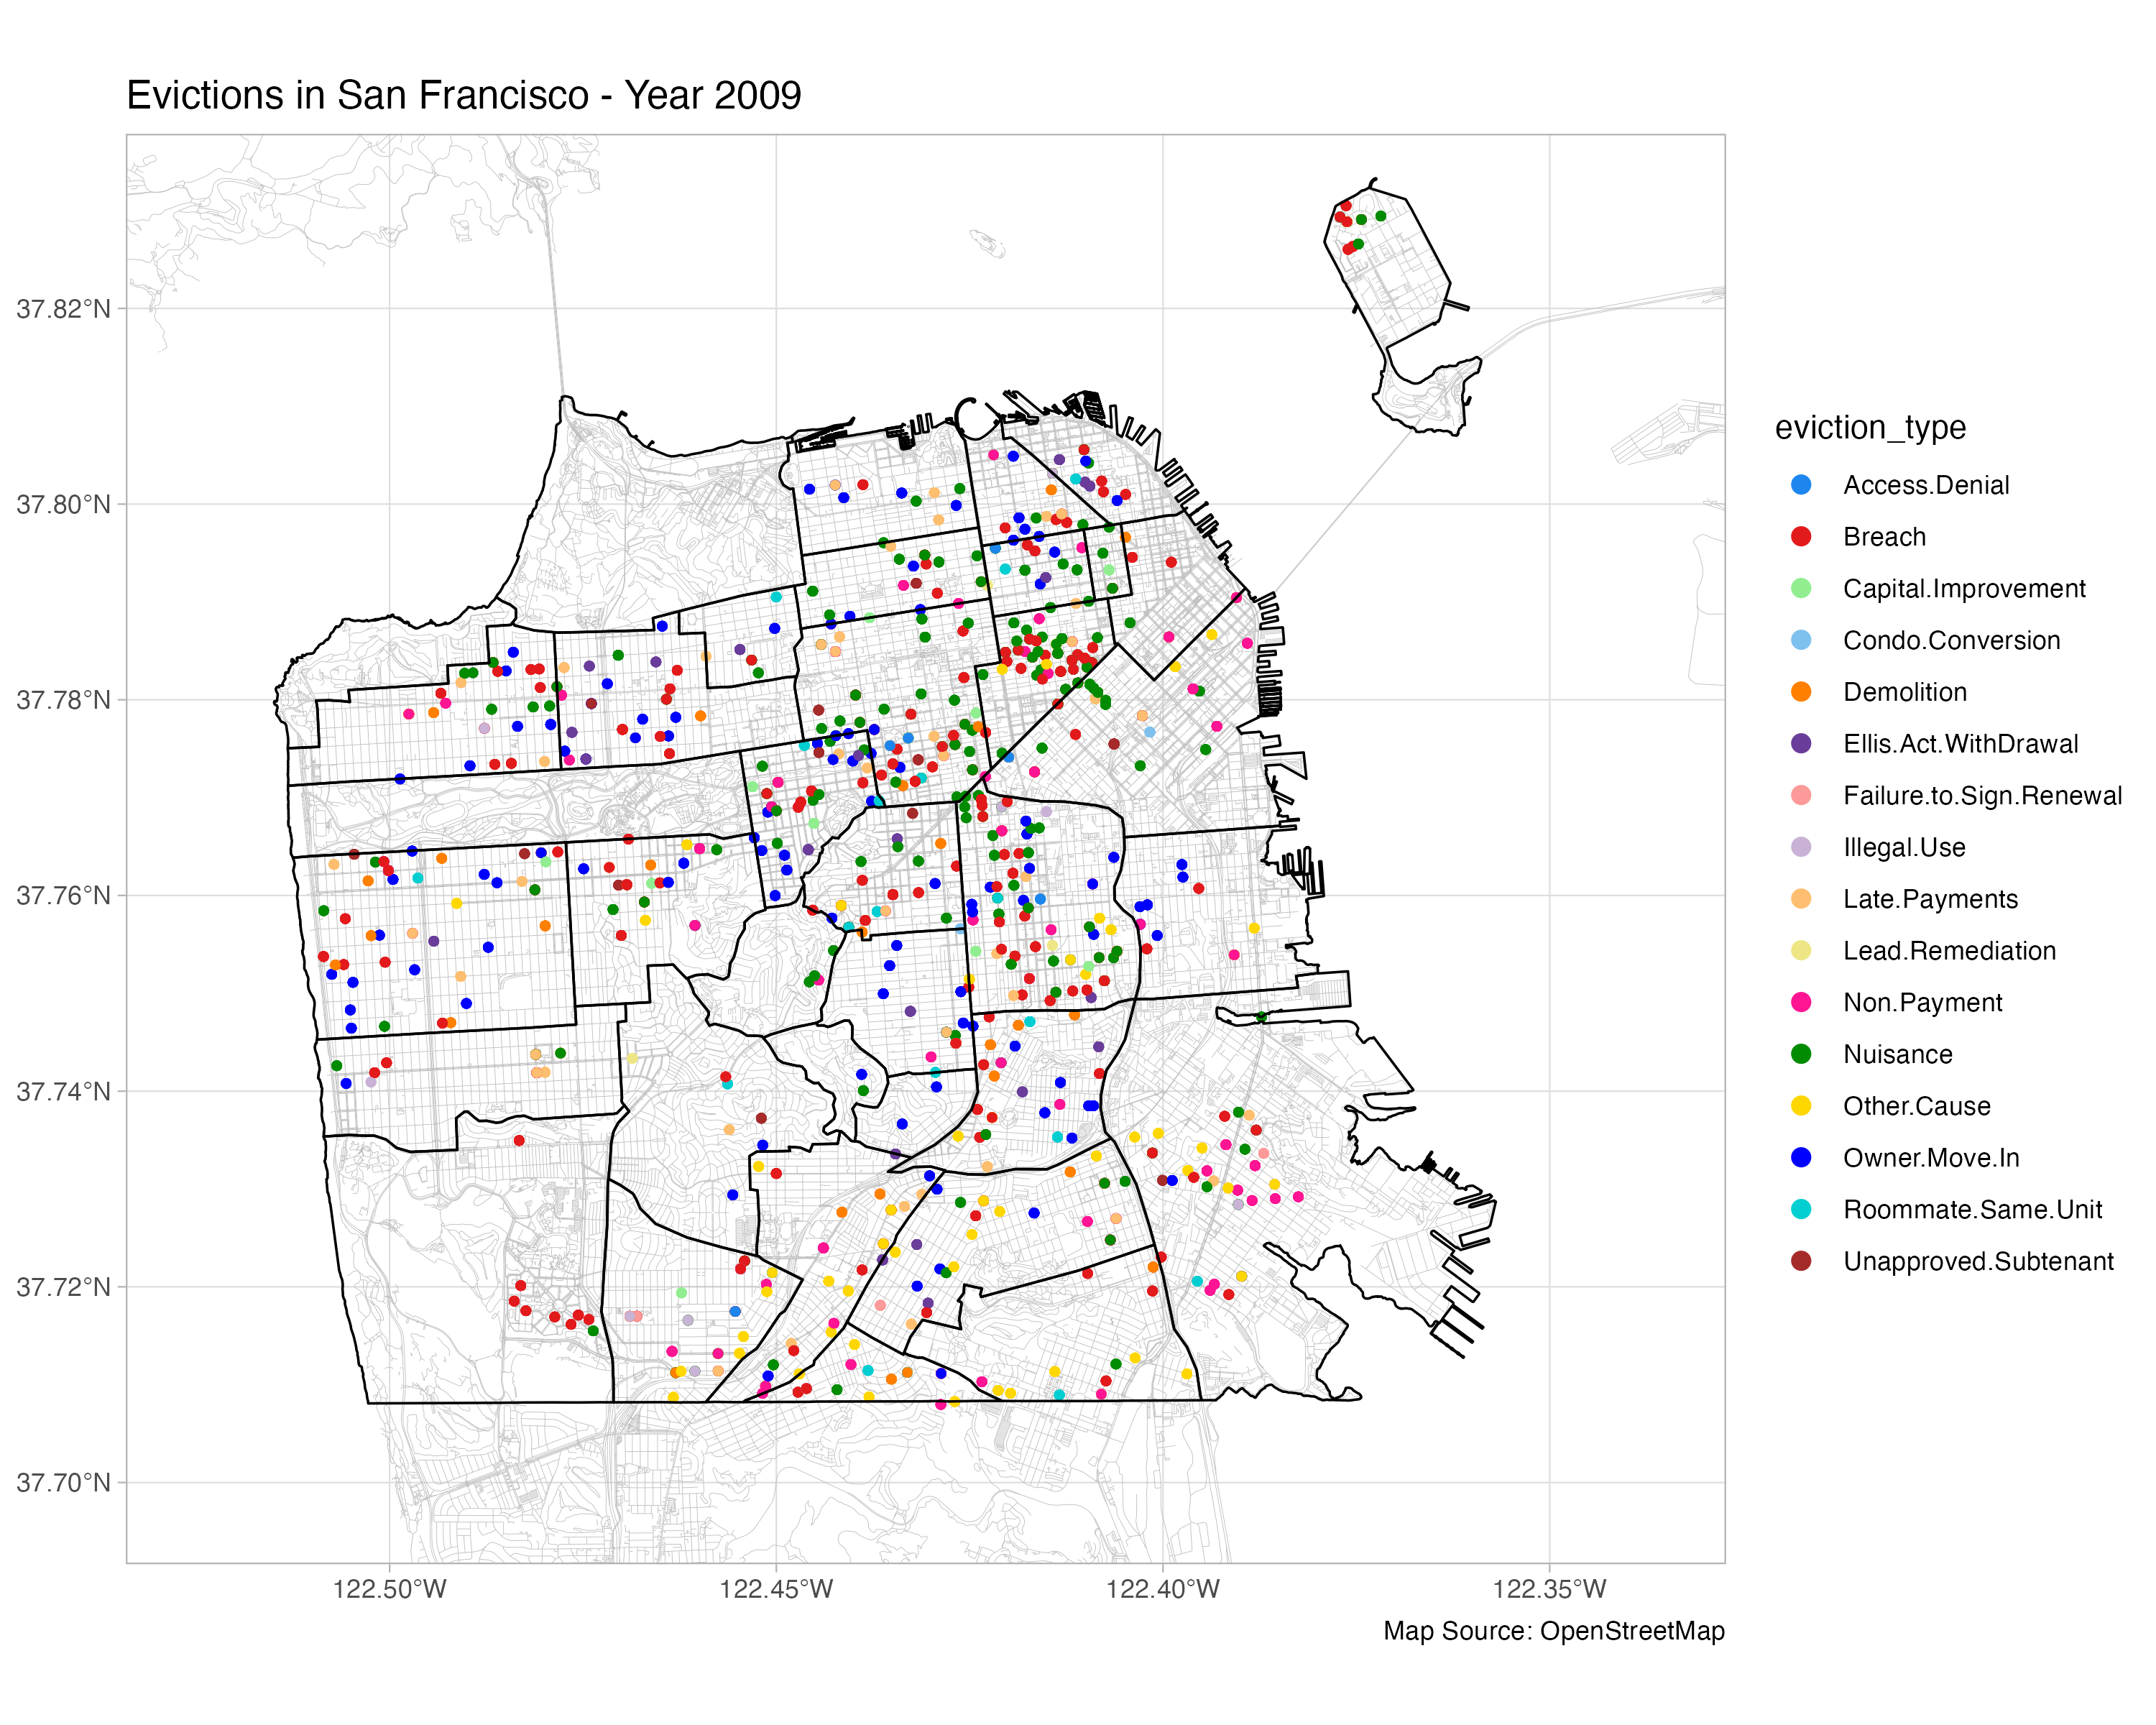 Evictions in San Francisco - Year 2009
37.82°N
37.80°N
37.78°N
37.76°N
37.74°N
37.72°N
37.70°N
122.50°W
122.45°W
122.40°W
122.35°W
Map Source: OpenStreetMap
eviction_type
Access.Denial
Breach
Capital.Improvement
Condo.Conversion
Demolition
Ellis.Act.WithDrawal
Failure.to.Sign.Renewal
Illegal.Use
Late.Payments
Lead.Remediation
Non.Payment
Nuisance
Other.Cause
Owner.Move.In
Roommate.Same.Unit
Unapproved.Subtenant